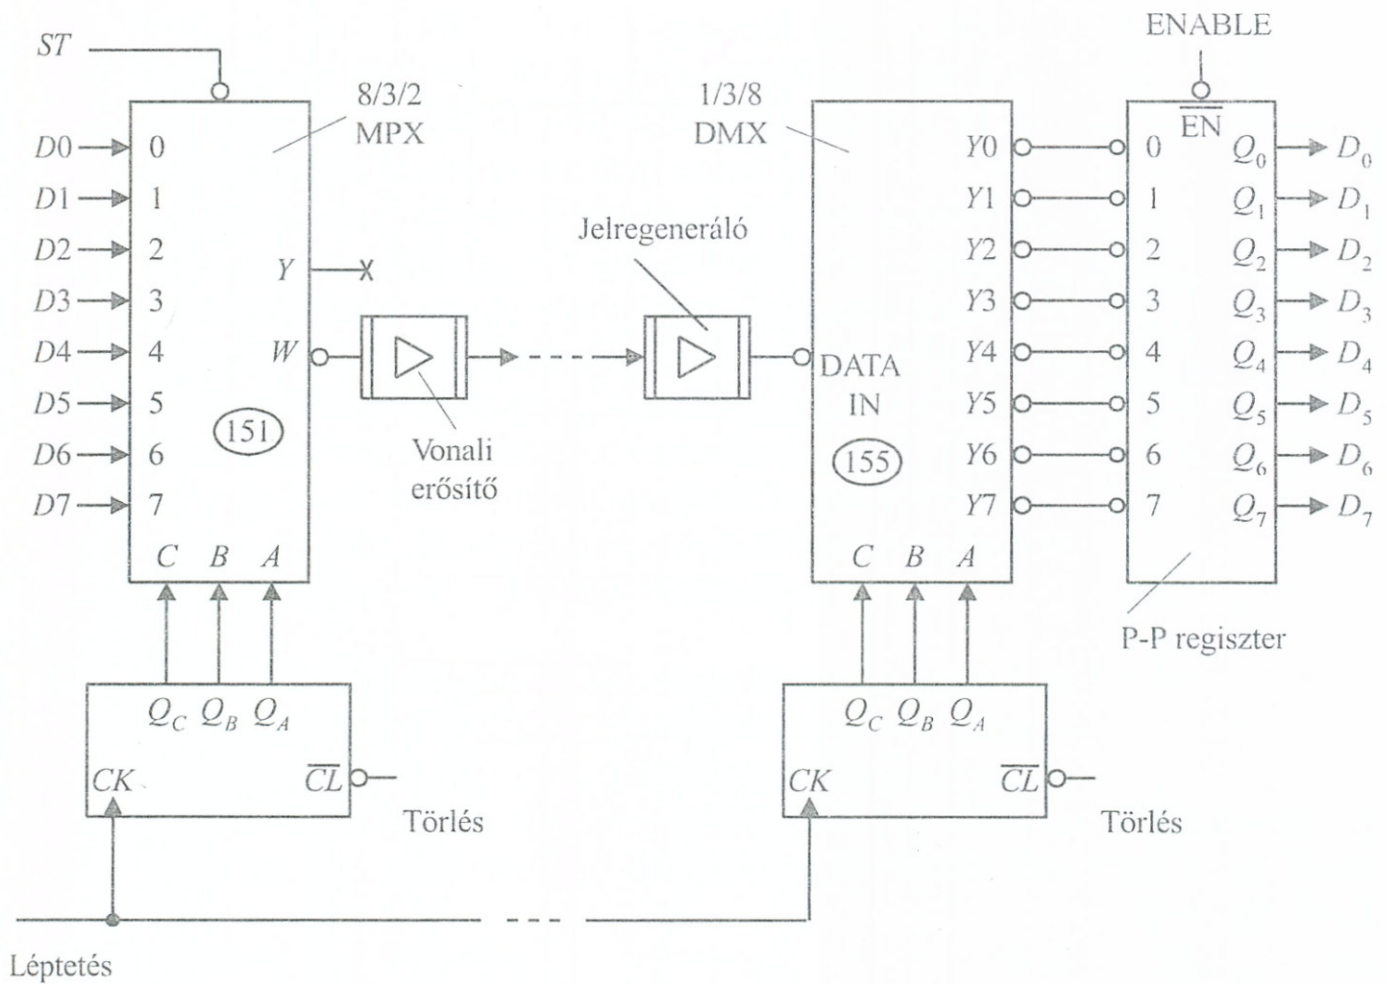 ST
8/3/2
MPX
D0
D1
D2
D3
D4
D5
D6
D7
0
1
2
3
4
5
6
7
Y
W
151
C B A
Vonali
erősítő
Jelregeneráló
1/3/8
DMX
DATA
IN
155
Y0
Y1
Y2
Y3
Y4
Y5
Y6
Y7
C B A
ENABLE
EN
0
1
2
3
4
5
6
7
Q0
Q1
Q2
Q3
Q4
Q5
Q6
Q7
D0
D1
D2
D3
D4
D5
D6
D7
P-P regiszter
QC QB QA
CK
CL
Törlés
QC QB QA
CK
CL
Törlés
Léptetés